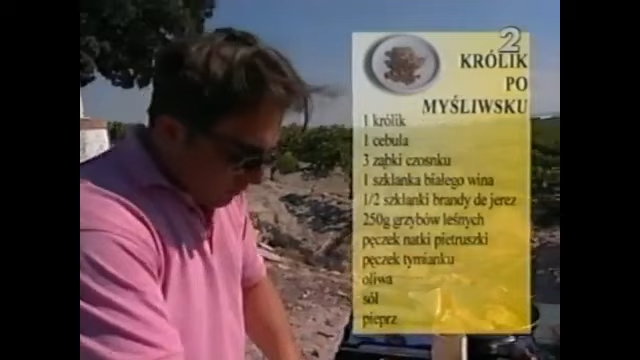 2
KRÓLIK
PO
MYŚLIWSKU
1 królik
1 cebula
3 ząbki czosnku
1 szklanka białego wina
1/2 szklanki brandy de jerez
250g grzybów leśnych
pęczek natki pietruszki
pęczek tymianku
oliwa
sól
pieprz